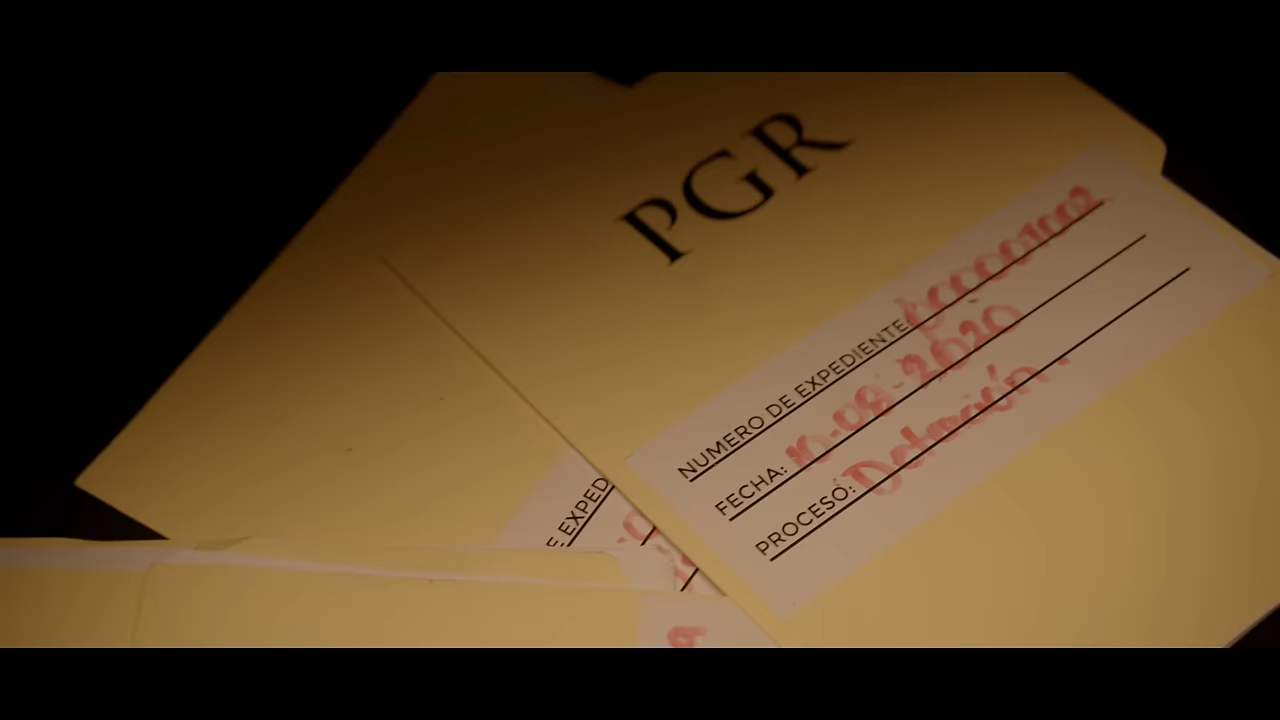 PGR
NUMERO DE EXPEDIENTE:
FECHA: 10-08-2020
PROCESO: Detención.
E EXPED